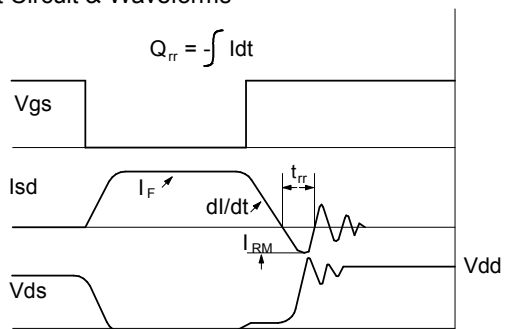 t Circuit & Waveforms
Qrr = -∫ Idt
Vgs
Isd
IF
dI/dt
trr
IRM
Vds
Vdd